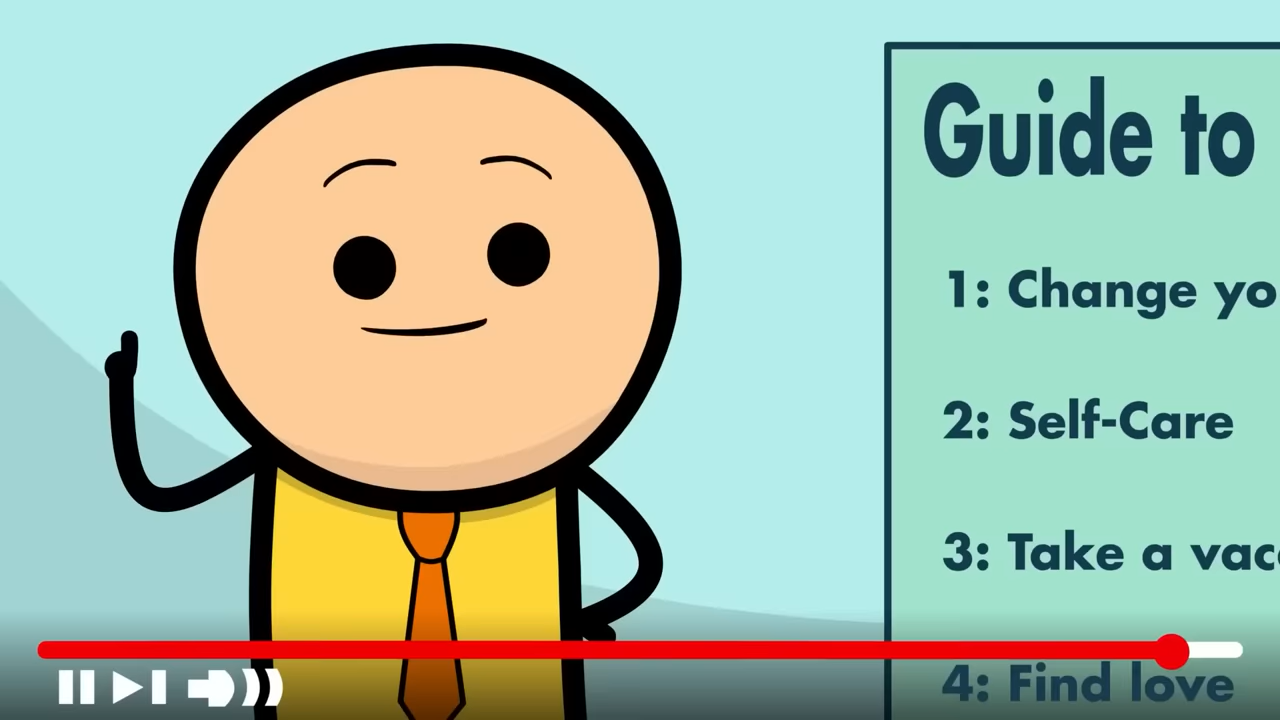 Guide to
1: Change yo
2: Self-Care
3: Take a vac
4: Find love